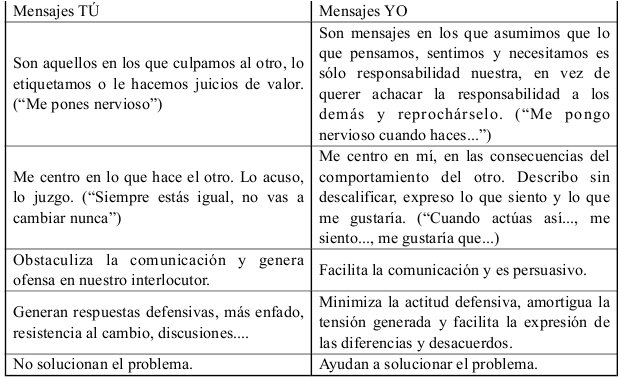 Mensajes TÚ
Mensajes YO
Son aquellos en los que culpamos al otro, lo
etiquetamos o le hacemos juicios de valor.
(“Me pones nervioso”)
Son mensajes en los que asumimos que lo
que pensamos, sentimos y necesitamos es
sólo responsabilidad nuestra, en vez de
querer achacar la responsabilidad a los
demás y reprochárselo. (“Me pongo
nervioso cuando haces...”)
Me centro en lo que hace el otro. Lo acuso,
lo juzgo. (“Siempre estás igual, no vas a
cambiar nunca”)
Me centro en mí, en las consecuencias del
comportamiento del otro. Describo sin
descalificar, expreso lo que siento y lo que
me gustaría. (“Cuando actúas así..., me
siento..., me gustaría que...)
Obstaculiza la comunicación y genera
ofensa en nuestro interlocutor.
Facilita la comunicación y es persuasivo.
Generan respuestas defensivas, más enfado,
resistencia al cambio, discusiones....
Minimiza la actitud defensiva, amortigua la
tensión generada y facilita la expresión de
las diferencias y desacuerdos.
No solucionan el problema.
Ayudan a solucionar el problema.